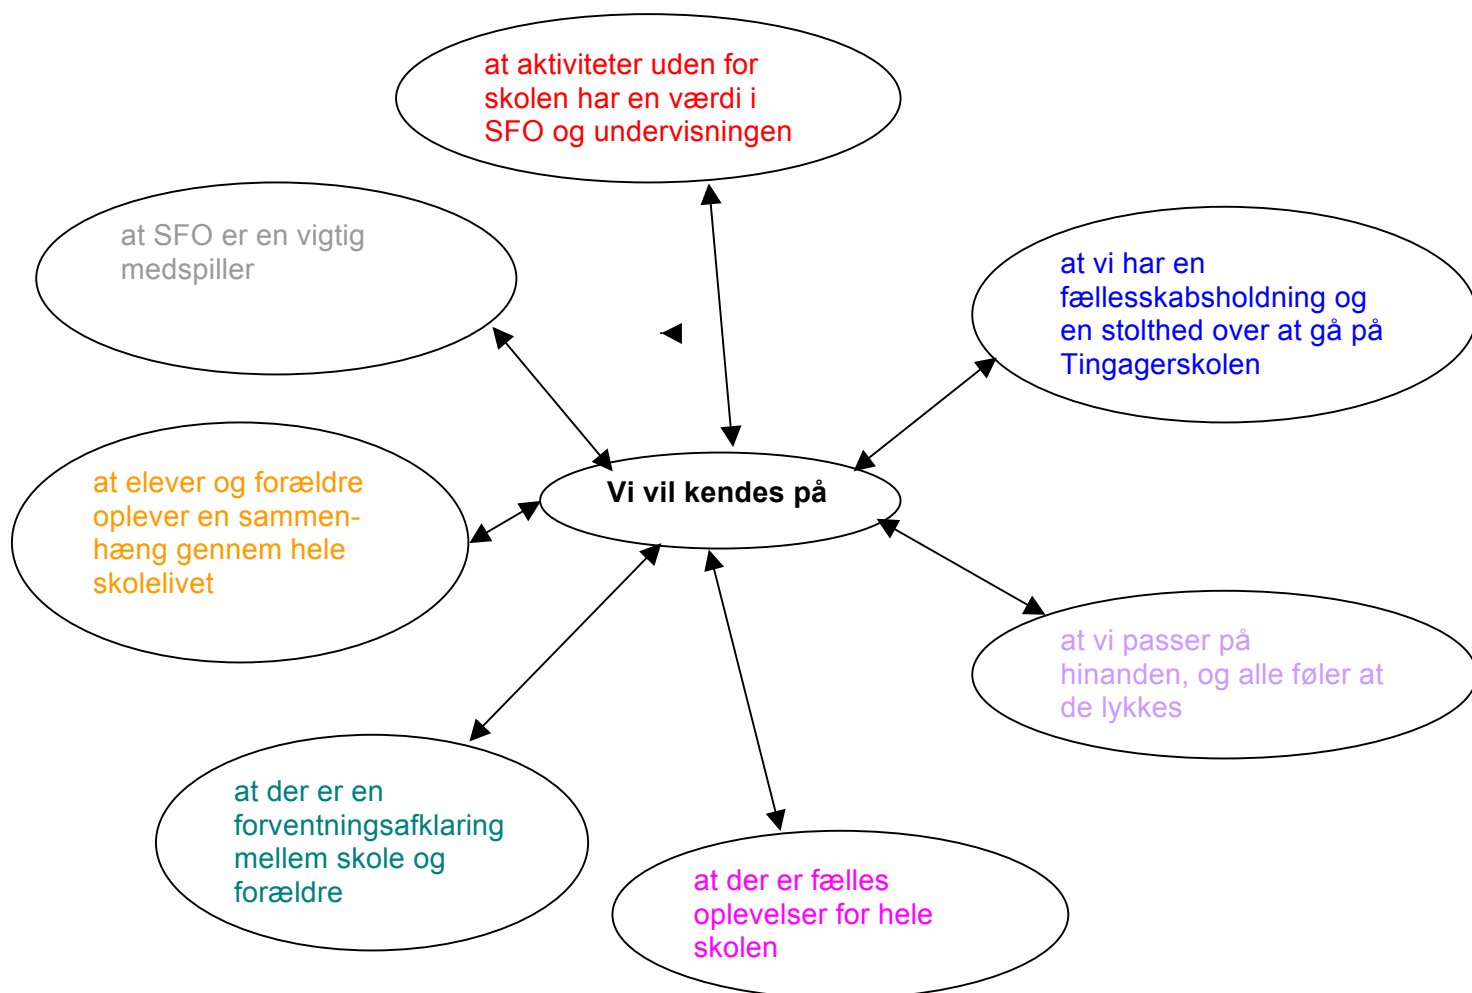 at aktiviteter uden for
skolen har en værdi i
SFO og undervisningen
at SFO er en vigtig
medspiller
at vi har en
fællesskabsholdning og
en stolthed over at gå på
Tingagerskolen
at elever og forældre
oplever en sammen-
hæng gennem hele
skolelivet
Vi vil kendes på
at vi passer på
hinanden, og alle føler at
de lykkes
at der er en
forventningsafklaring
mellem skole og
forældre
at der er fælles
oplevelser for hele
skolen